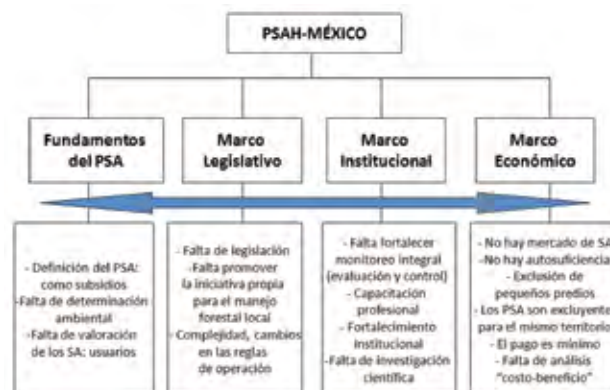 PSAH-MÉXICO
Fundamentos
del PSA
Marco
Legislativo
Marco
Institucional
Marco
Económico
- Definición del PSA:
como subsidios
-Falta de determinación
ambiental
- Falta de valoración
de los SA: usuarios
- Falta de legislación
- Falta promover
la iniciativa propia
para el manejo
forestal local
- Complejidad, cambios
en las reglas
de operación
- Falta fortalecer
monitoreo integral
(evaluación y control)
- Capacitación
profesional
- Fortalecimiento
Institucional
-Falta de investigación
científica
- No hay mercado de SA
-No hay autosuficiencia
- Exclusión de
pequeños predios
- Los PSA son excluyentes
para el mismo territorio
- El pago es mínimo
- Falta de análisis
"costo-beneficio"